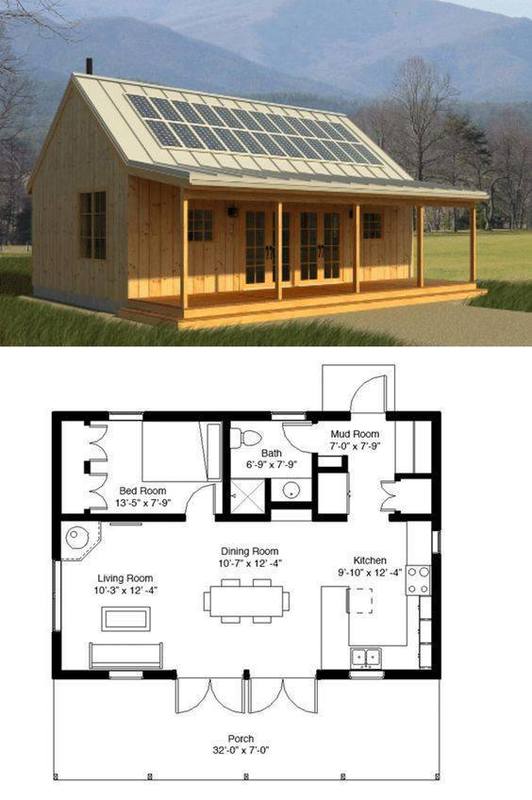 Mud Room
7'-0" x 7'-9"
Bath
6'-9" x 7'-9"
Bed Room
13'-5" x 7'-9"
Dining Room
10'-7" x 12' -4"
Kitchen
9'-10" x 12' -4"
Living Room
10'-3" x 12' -4"
Porch
32'-0" x 7'-0"